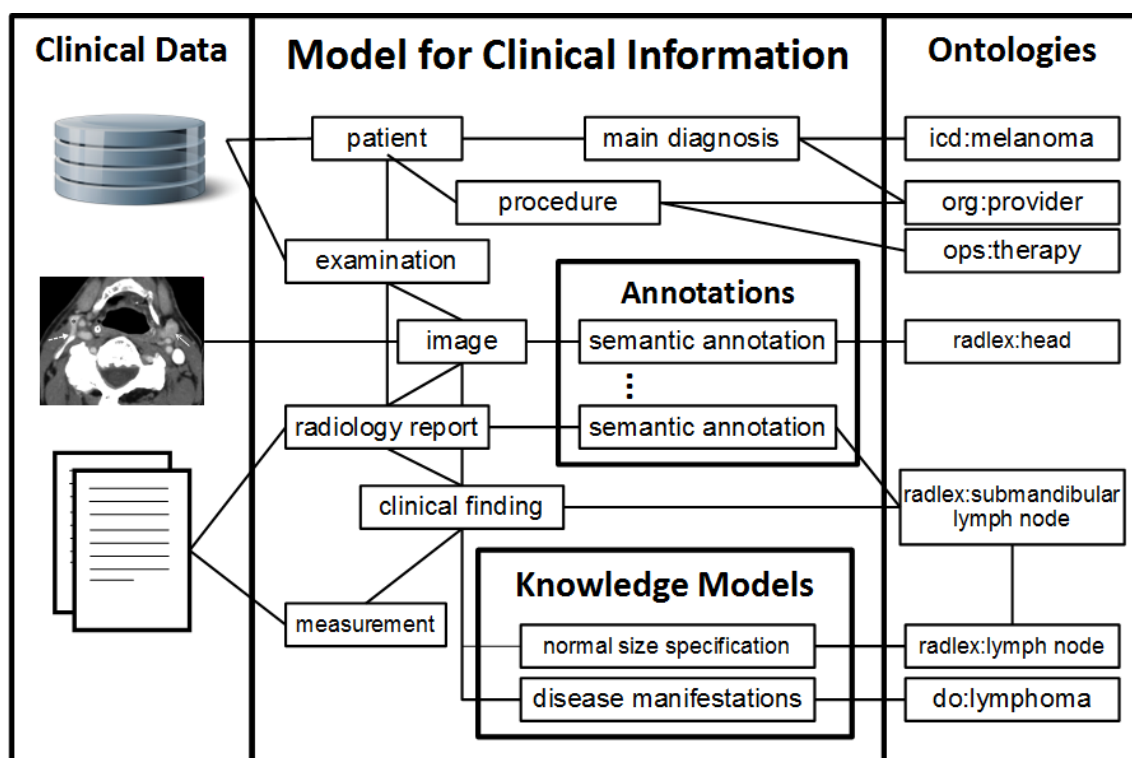 Clinical Data
Model for Clinical Information
Ontologies
patient
main diagnosis
icd:melanoma
procedure
org:provider
ops:therapy
examination
Annotations
image
semantic annotation
radlex:head
⋮
radiology report
semantic annotation
clinical finding
radlex:submandibular
lymph node
Knowledge Models
measurement
normal size specification
radlex:lymph node
disease manifestations
do:lymphoma